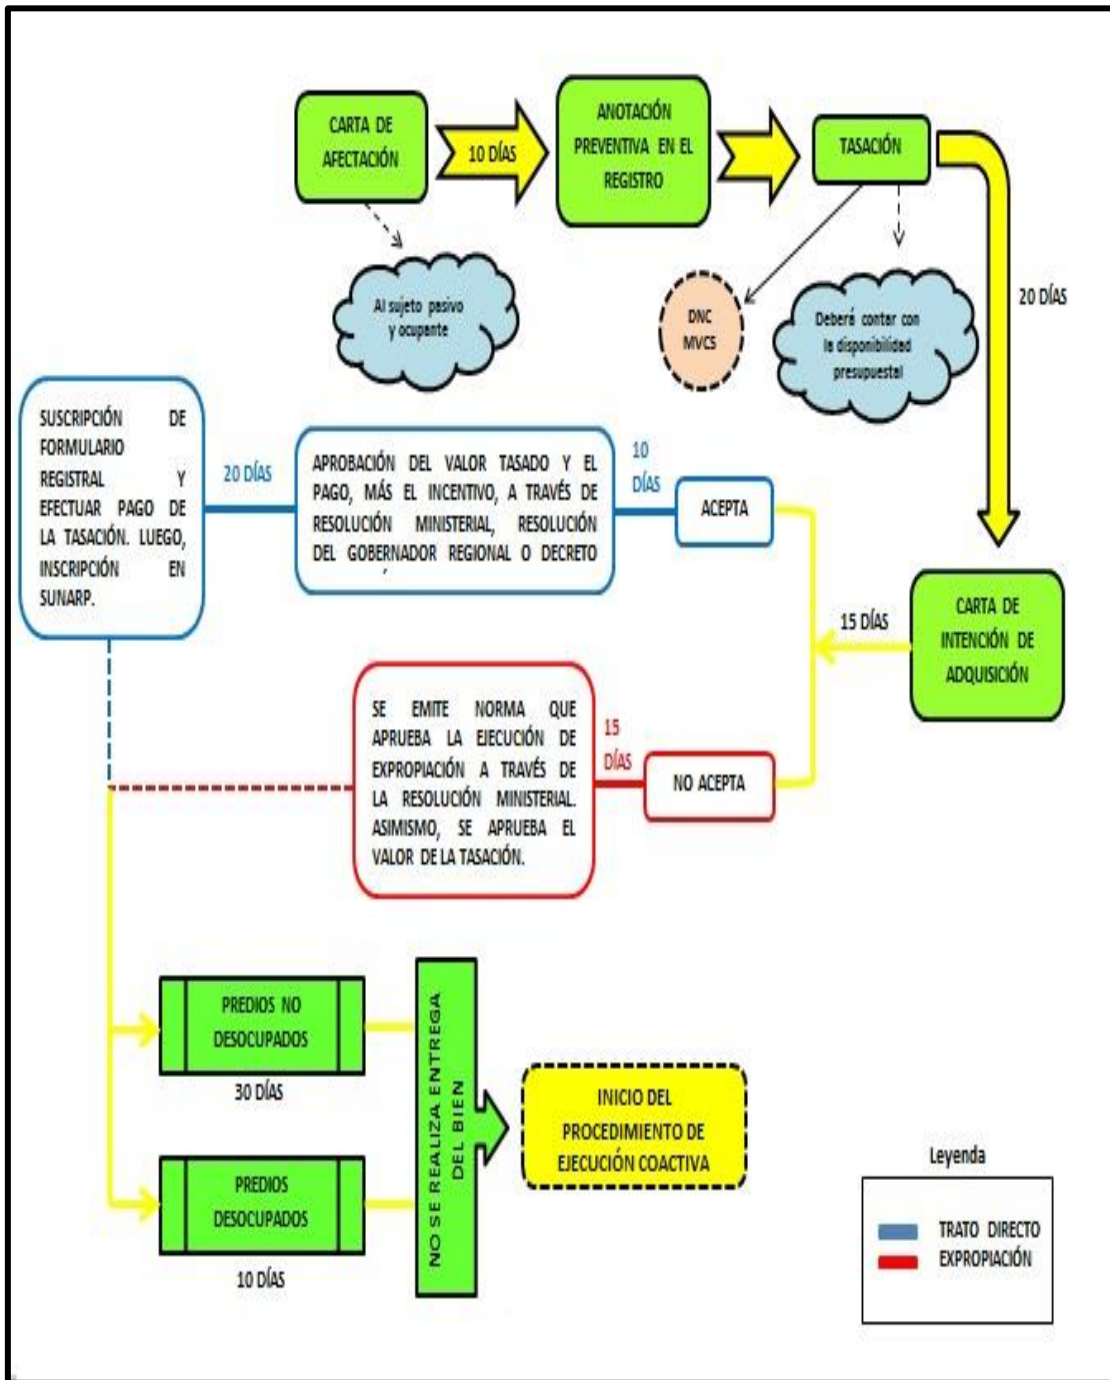 CARTA DE
AFECTACIÓN
10 DÍAS
ANOTACIÓN
PREVENTIVA EN EL
REGISTRO
TASACIÓN
Al sujeto pasivo
y ocupante
DNC
MVCS
Deberá contar con
la disponibilidad
presupuestal
20 DÍAS
SUSCRIPCIÓN DE
FORMULARIO
REGISTRAL Y
EFECTUAR PAGO DE
LA TASACIÓN. LUEGO,
INSCRIPCIÓN EN
SUNARP.
20 DÍAS
APROBACIÓN DEL VALOR TASADO Y EL
PAGO, MÁS EL INCENTIVO, A TRAVÉS DE
RESOLUCIÓN MINISTERIAL, RESOLUCIÓN
DEL GOBERNADOR REGIONAL O DECRETO
10
DÍAS
ACEPTA
15 DÍAS
CARTA DE
INTENCIÓN DE
ADQUISICIÓN
SE EMITE NORMA QUE
APRUEBA LA EJECUCIÓN DE
EXPROPIACIÓN A TRAVÉS DE
LA RESOLUCIÓN MINISTERIAL.
ASIMISMO, SE APRUEBA EL
VALOR DE LA TASACIÓN.
15
DÍAS
NO ACEPTA
PREDIOS NO
DESOCUPADOS
30 DÍAS
PREDIOS
DESOCUPADOS
10 DÍAS
NO SE REALIZA ENTREGA
DEL BIEN
INICIO DEL
PROCEDIMIENTO DE
EJECUCIÓN COACTIVA
Leyenda
TRATO DIRECTO
EXPROPIACIÓN